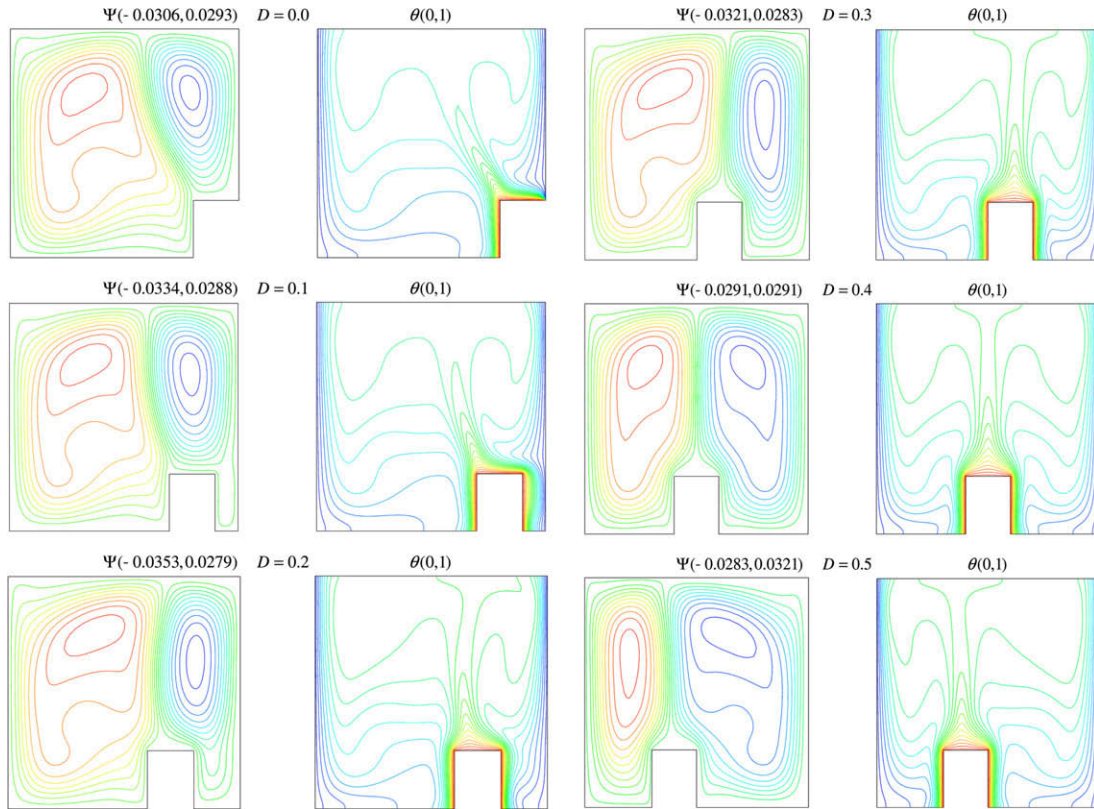 Ψ(- 0.0306,0.0293) D = 0.0 θ(0,1)
Ψ(- 0.0321,0.0283) D = 0.3 θ(0,1)
Ψ(- 0.0334,0.0288) D = 0.1 θ(0,1)
Ψ(- 0.0291,0.0291) D = 0.4 θ(0,1)
Ψ(- 0.0353,0.0279) D = 0.2 θ(0,1)
Ψ(- 0.0283,0.0321) D = 0.5 θ(0,1)